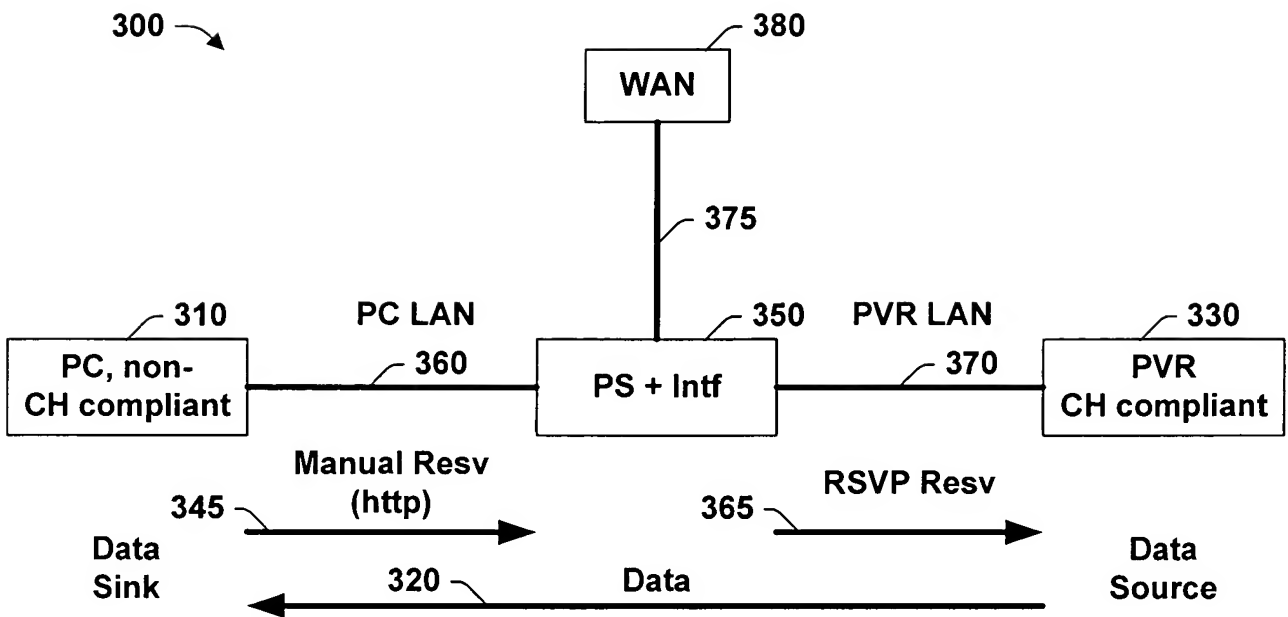 300
380
WAN
375
310
PC LAN
350
PVR LAN
330
PC, non-
CH compliant
360
PS + Intf
370
PVR
CH compliant
Manual Resv
(http)
RSVP Resv
345
365
Data
Sink
320
Data
Data
Source